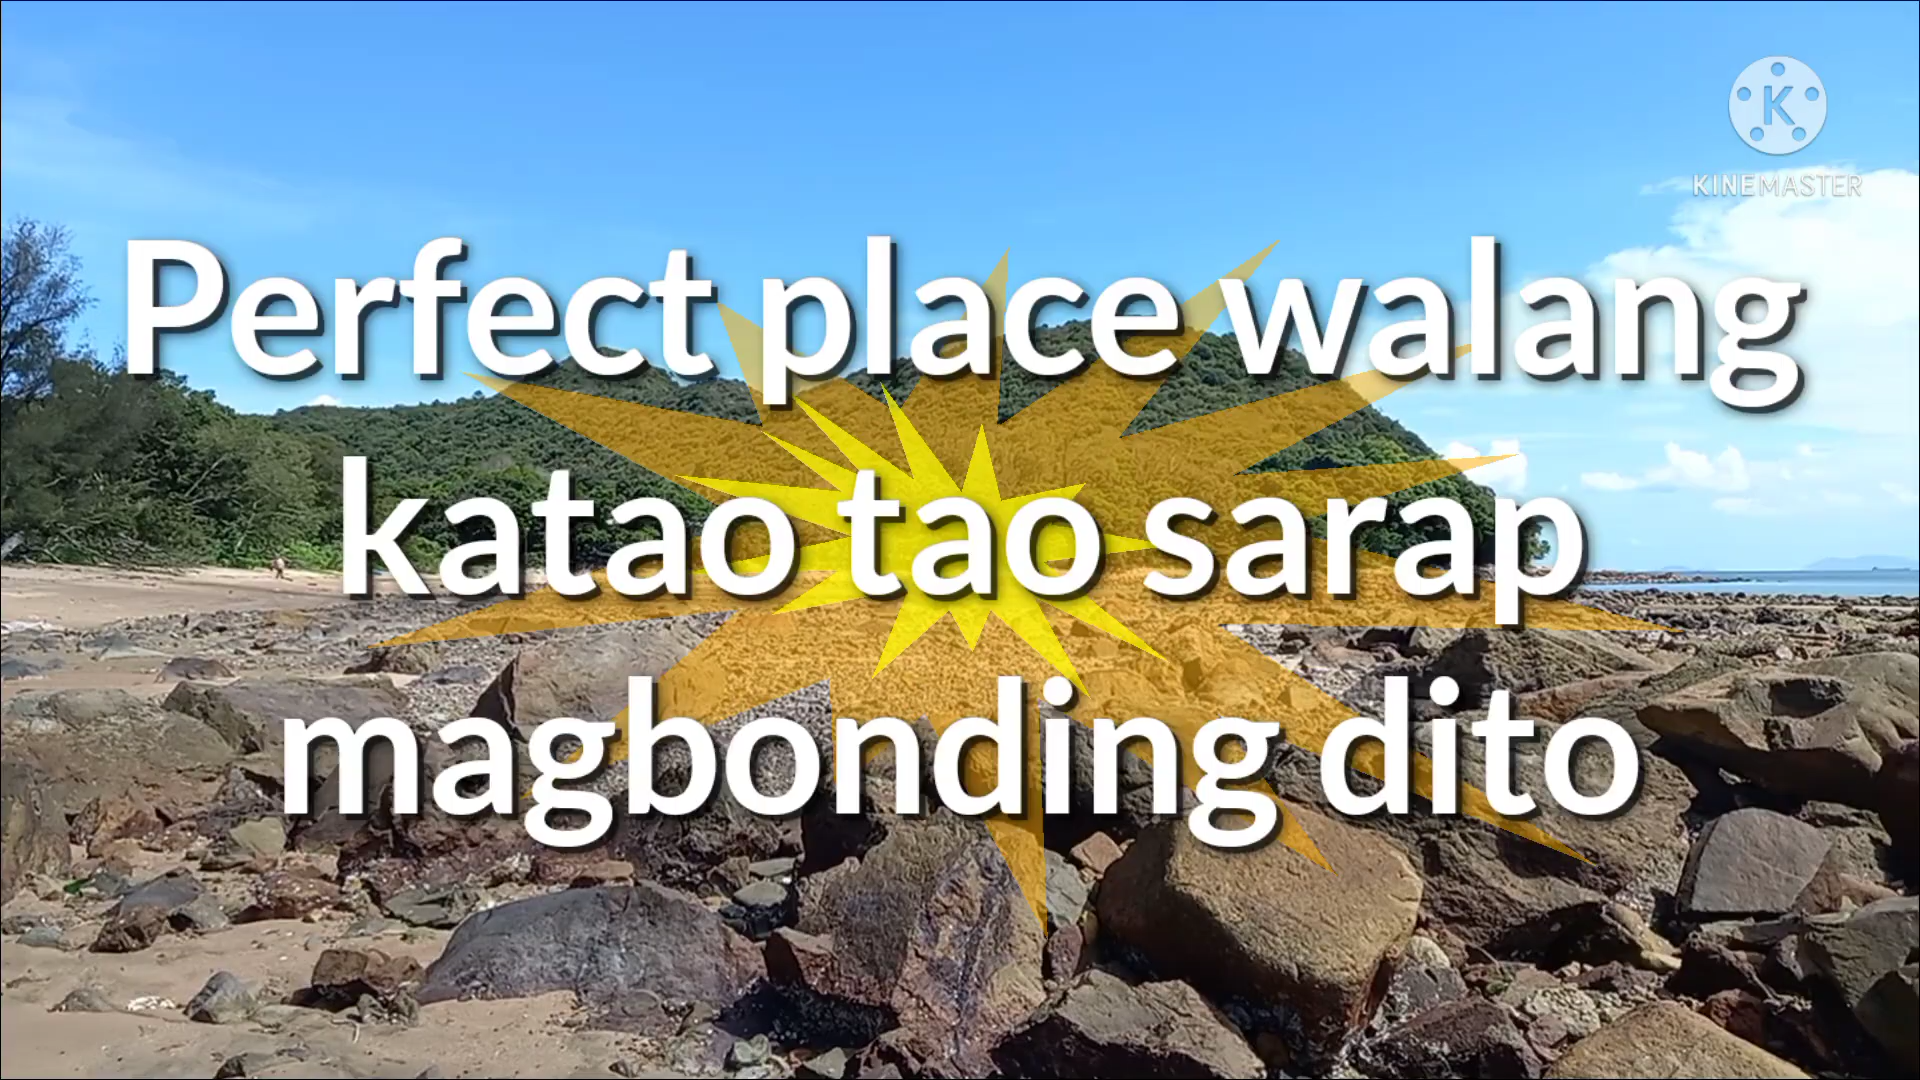 K
KINEMASTER
Perfect place walang
katao tao sarap
magbonding dito